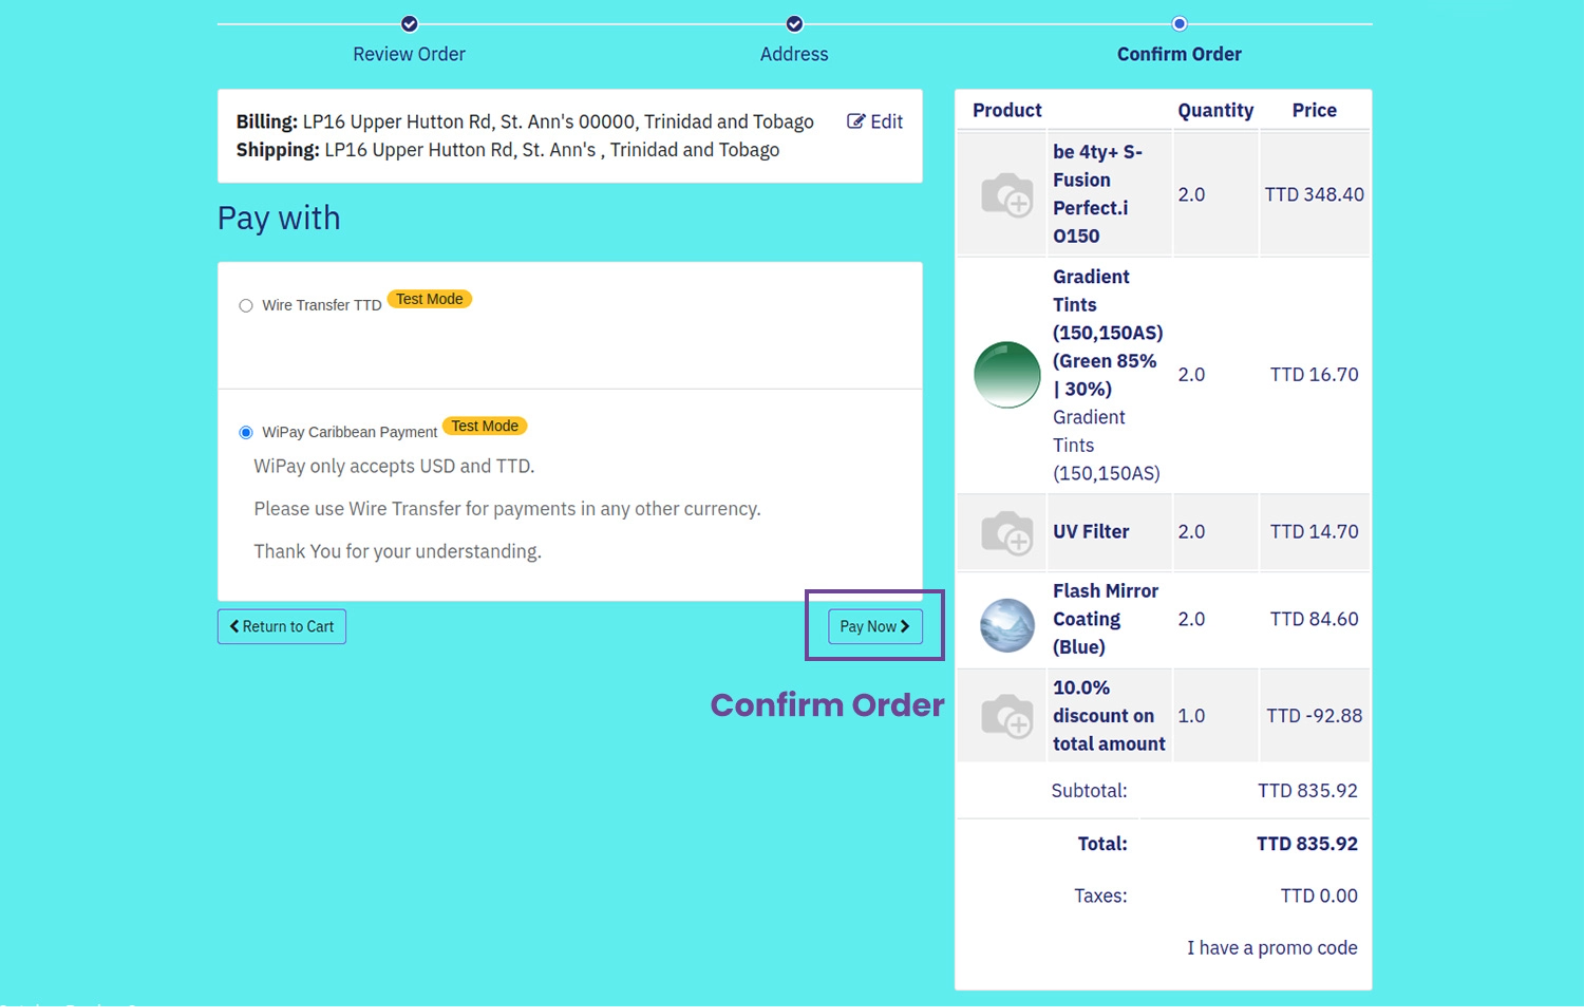 Review Order
Address
Confirm Order
Billing: LP16 Upper Hutton Rd, St. Ann's 00000, Trinidad and Tobago
Edit
Shipping: LP16 Upper Hutton Rd, St. Ann's , Trinidad and Tobago
Pay with
Wire Transfer TTD Test Mode
WiPay Caribbean Payment Test Mode
WiPay only accepts USD and TTD.
Please use Wire Transfer for payments in any other currency.
Thank You for your understanding.
Return to Cart
Pay Now
Confirm Order
Product Quantity Price
be 4ty+ S-
Fusion
Perfect.i
O150
2.0
TTD 348.40
Gradient
Tints
(150,150AS)
(Green 85%
| 30%)
Gradient
Tints
(150,150AS)
2.0
TTD 16.70
UV Filter
2.0
TTD 14.70
Flash Mirror
Coating
(Blue)
2.0
TTD 84.60
10.0%
discount on
total amount
1.0
TTD -92.88
Subtotal: TTD 835.92
Total: TTD 835.92
Taxes: TTD 0.00
I have a promo code